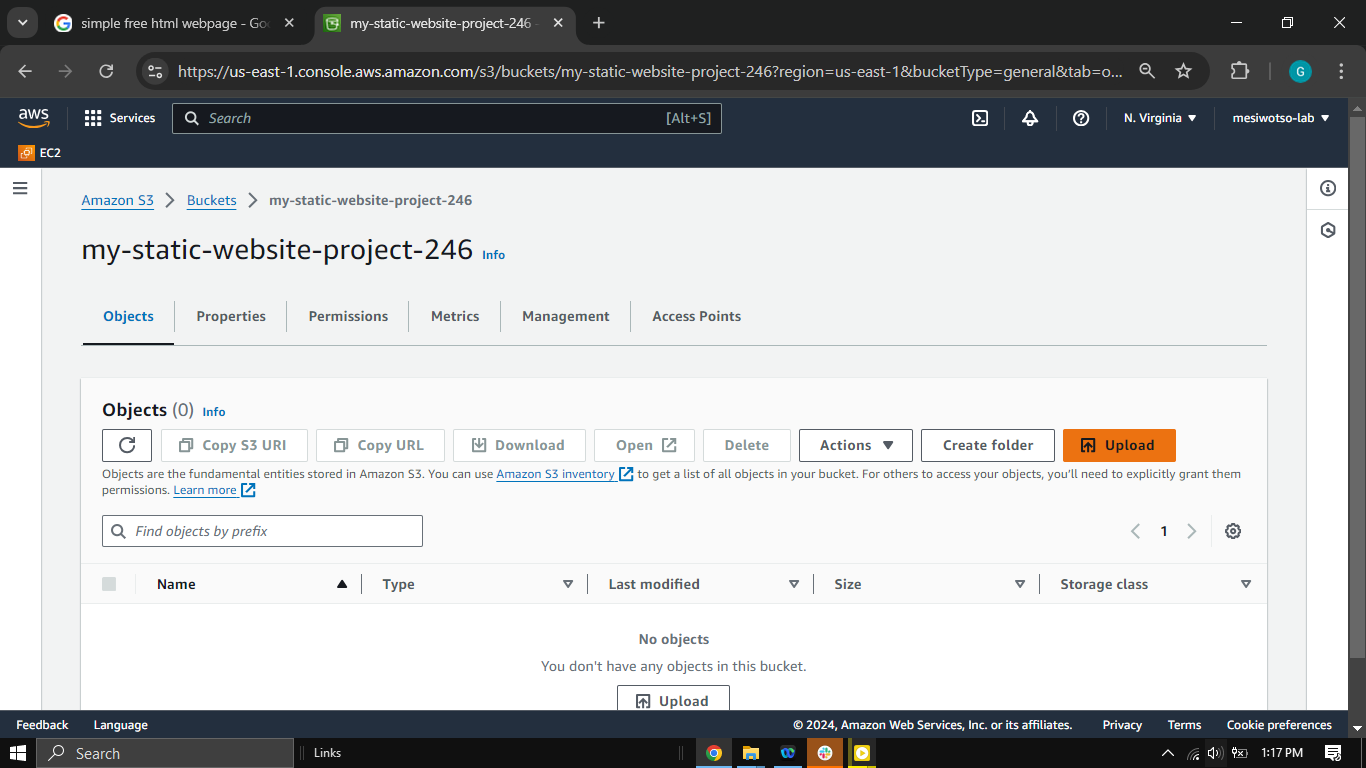 simple free html webpage - Goo
my-static-website-project-246 -
https://us-east-1.console.aws.amazon.com/s3/buckets/my-static-website-project-246?region=us-east-1&bucketType=general&tab=o...
G
aws
Services
Search
[Alt+S]
N. Virginia
mesiwotso-lab
EC2
Amazon S3
Buckets
my-static-website-project-246
my-static-website-project-246 Info
Objects
Properties
Permissions
Metrics
Management
Access Points
Objects (0) Info
Copy S3 URI
Copy URL
Download
Open
Delete
Actions
Create folder
Upload
Objects are the fundamental entities stored in Amazon S3. You can use Amazon S3 inventory to get a list of all objects in your bucket. For others to access your objects, you'll need to explicitly grant them
permissions. Learn more
Find objects by prefix
1
Name
Type
Last modified
Size
Storage class
No objects
You don't have any objects in this bucket.
Upload
Feedback
Language
© 2024, Amazon Web Services, Inc. or its affiliates.
Privacy
Terms
Cookie preferences
Search
Links
1:17 PM